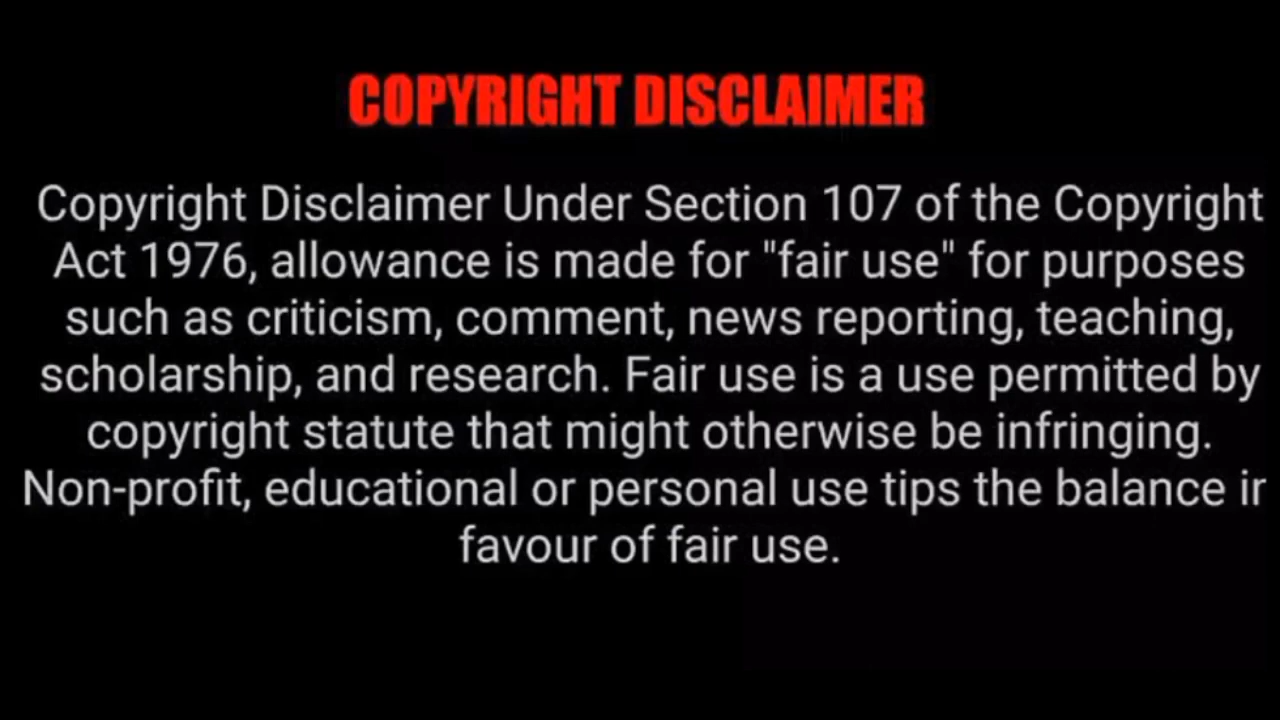 COPYRIGHT DISCLAIMER
Copyright Disclaimer Under Section 107 of the Copyright
Act 1976, allowance is made for "fair use" for purposes
such as criticism, comment, news reporting, teaching,
scholarship, and research. Fair use is a use permitted by
copyright statute that might otherwise be infringing.
Non-profit, educational or personal use tips the balance ir
favour of fair use.